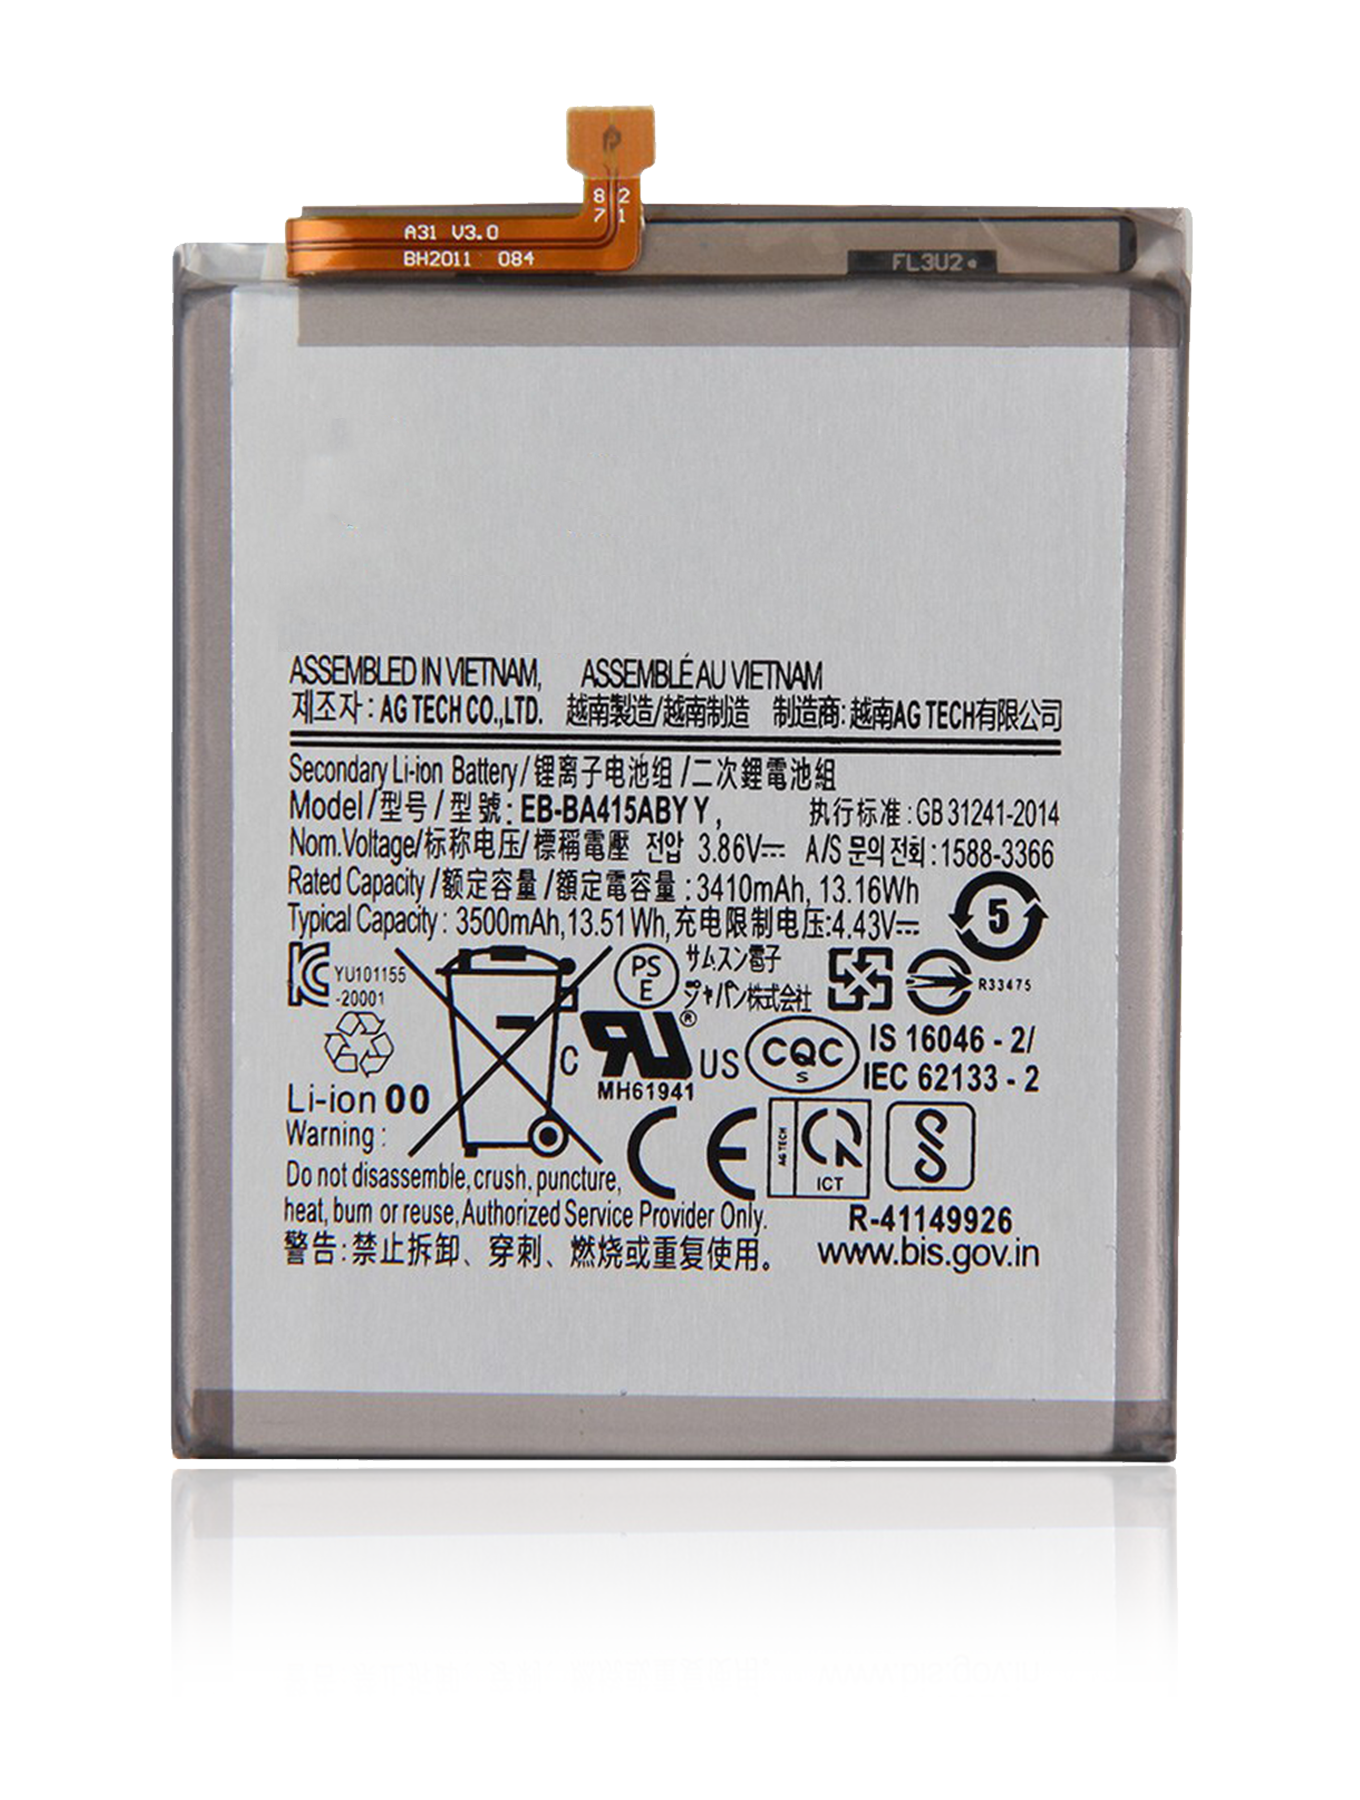 8 2
7 1
A31 V3.0
BH2011 084
FL3U2
ASSEMBLED IN VIETNAM, ASSEMBLÉ AU VIETNAM
제조자 : AG TECH CO.,LTD. 越南製造/越南制造 制造商: 越南AG TECH有限公司
Secondary Li-ion Battery/锂离子电池组/二次鋰電池組
Model/型号/型號: EB-BA415ABY Y, 执行标准:GB 31241-2014
Nom.Voltage/标称电压/標稱電壓 전압 3.86V⎓ A/S 문의 전화:1588-3366
Rated Capacity/额定容量/額定電容量:3410mAh, 13.16Wh
Typical Capacity: 3500mAh,13.51 Wh,充电限制电压:4.43V⎓
5
YU101155
-20001
PS
E
サムスン電子
ジャパン株式会社
R33475
C UR ® US
MH61941
CQC
S
IS 16046 - 2/
IEC 62133 - 2
Li-ion 00
Warning :
CE
AG TECH
ICT
Do not disassemble, crush. puncture,
heat, bum or reuse, Authorized Service Provider Only.
R-41149926
警告:禁止拆卸、穿刺、燃烧或重复使用。
www.bis.gov.in